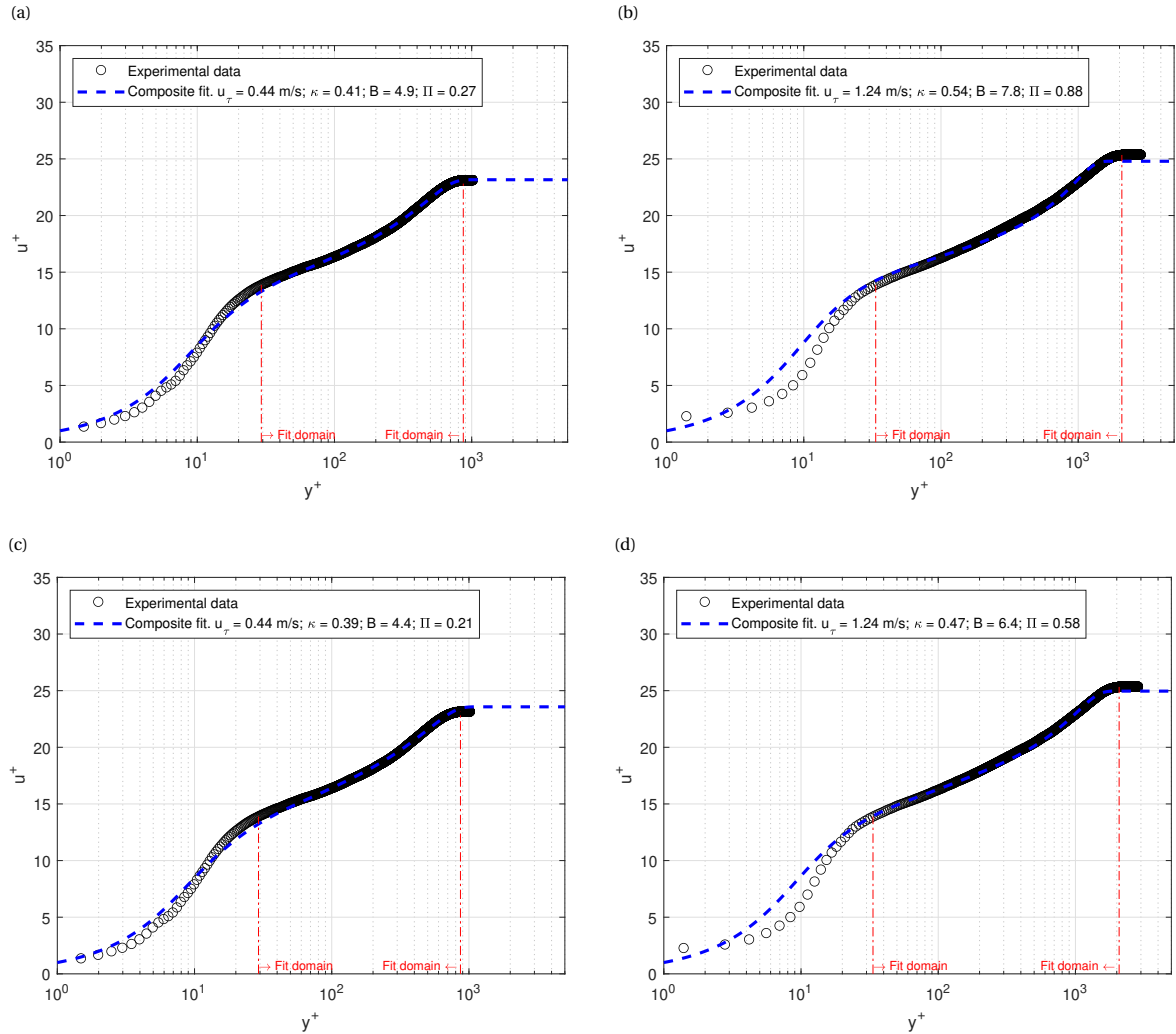 (a)
(b)
35
30
25
20
15
10
5
0
u⁺
Experimental data
Composite fit. u_τ = 0.44 m/s; κ = 0.41; B = 4.9; Π = 0.27
↦ Fit domain
Fit domain ←
10⁰ 10¹ 10² 10³
y⁺
35
30
25
20
15
10
5
0
u⁺
Experimental data
Composite fit. u_τ = 1.24 m/s; κ = 0.54; B = 7.8; Π = 0.88
↦ Fit domain
Fit domain ←
10⁰ 10¹ 10² 10³
y⁺
(c)
(d)
35
30
25
20
15
10
5
0
u⁺
Experimental data
Composite fit. u_τ = 0.44 m/s; κ = 0.39; B = 4.4; Π = 0.21
↦ Fit domain
Fit domain ←
10⁰ 10¹ 10² 10³
y⁺
35
30
25
20
15
10
5
0
u⁺
Experimental data
Composite fit. u_τ = 1.24 m/s; κ = 0.47; B = 6.4; Π = 0.58
↦ Fit domain
Fit domain ←
10⁰ 10¹ 10² 10³
y⁺